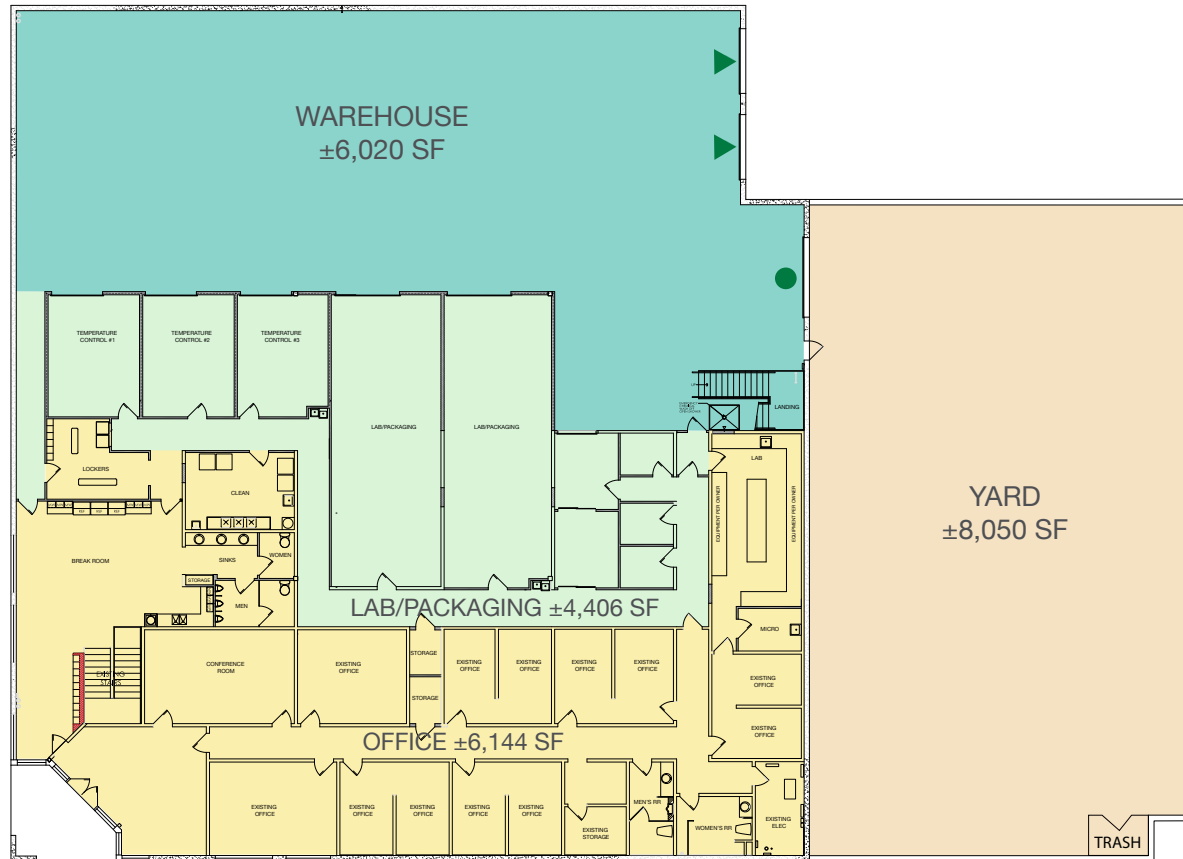 WAREHOUSE
±6,020 SF
TEMPERATURE
CONTROL #1
TEMPERATURE
CONTROL #2
TEMPERATURE
CONTROL #3
LAB/PACKAGING
LAB/PACKAGING
UP
LANDING
LOCKERS
CLEAN
LAB
EQUIPMENT PER OWNER
EQUIPMENT PER OWNER
YARD
±8,050 SF
BREAK ROOM
SINKS
WOMEN
STORAGE
MEN
LAB/PACKAGING ±4,406 SF
MICRO
EXISTING
STAIRS
CONFERENCE
ROOM
EXISTING
OFFICE
STORAGE
STORAGE
EXISTING
OFFICE
EXISTING
OFFICE
EXISTING
OFFICE
EXISTING
OFFICE
EXISTING
OFFICE
EXISTING
OFFICE
OFFICE ±6,144 SF
EXISTING
OFFICE
EXISTING
OFFICE
EXISTING
OFFICE
EXISTING
OFFICE
EXISTING
OFFICE
EXISTING
STORAGE
MEN'S RR
WOMEN'S RR
EXISTING
ELEC
TRASH